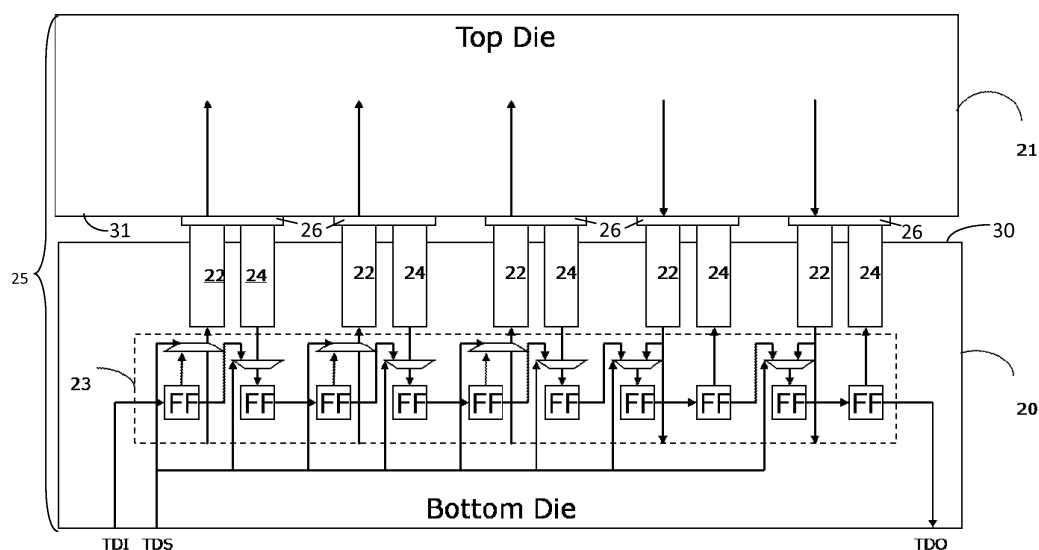 Top Die
21
31 26 26 26 26 30
25
22 24 22 24 22 24 22 24 22 24
23
FF FF FF FF FF FF FF FF FF FF
20
Bottom Die
TDI TDS TDO